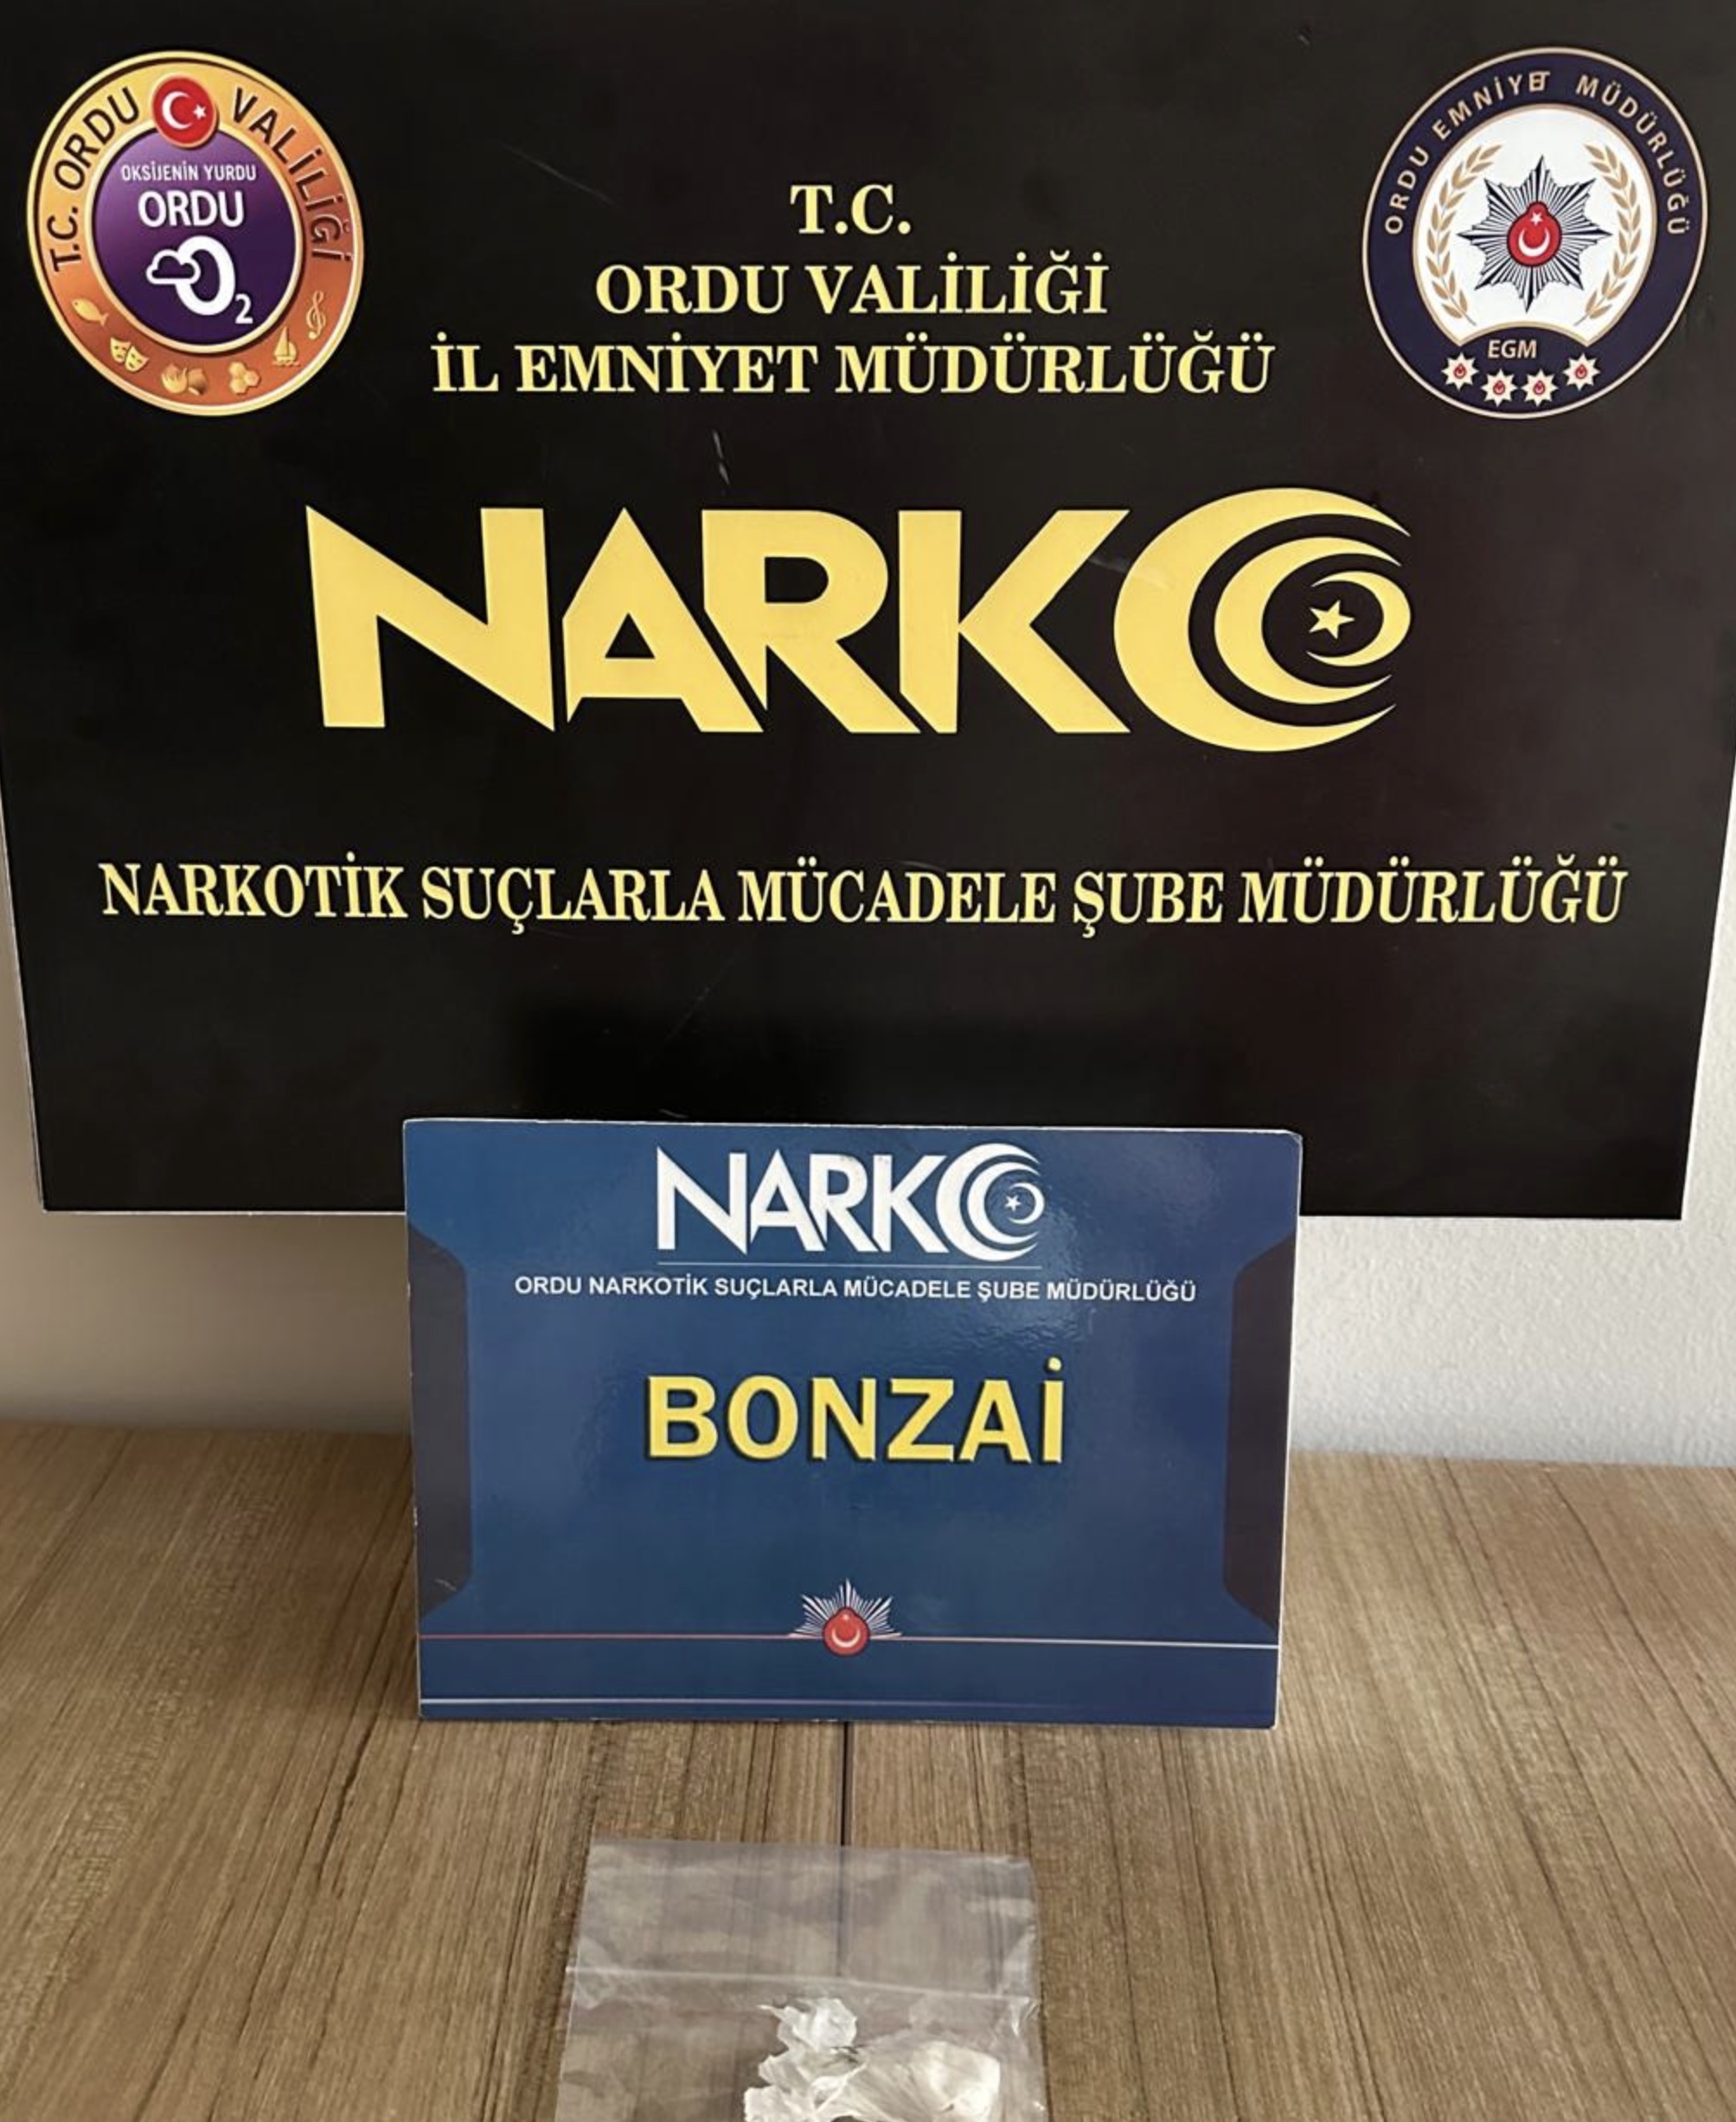 T.C. ORDU VALİLİĞİ
OKSİJENİN YURDU
ORDU
O2
ORDU EMNİYET MÜDÜRLÜĞÜ
EGM
T.C.
ORDU VALİLİĞİ
İL EMNİYET MÜDÜRLÜĞÜ
NARKO
NARKOTİK SUÇLARLA MÜCADELE ŞUBE MÜDÜRLÜĞÜ
NARKO
ORDU NARKOTİK SUÇLARLA MÜCADELE ŞUBE MÜDÜRLÜĞÜ
BONZAİ